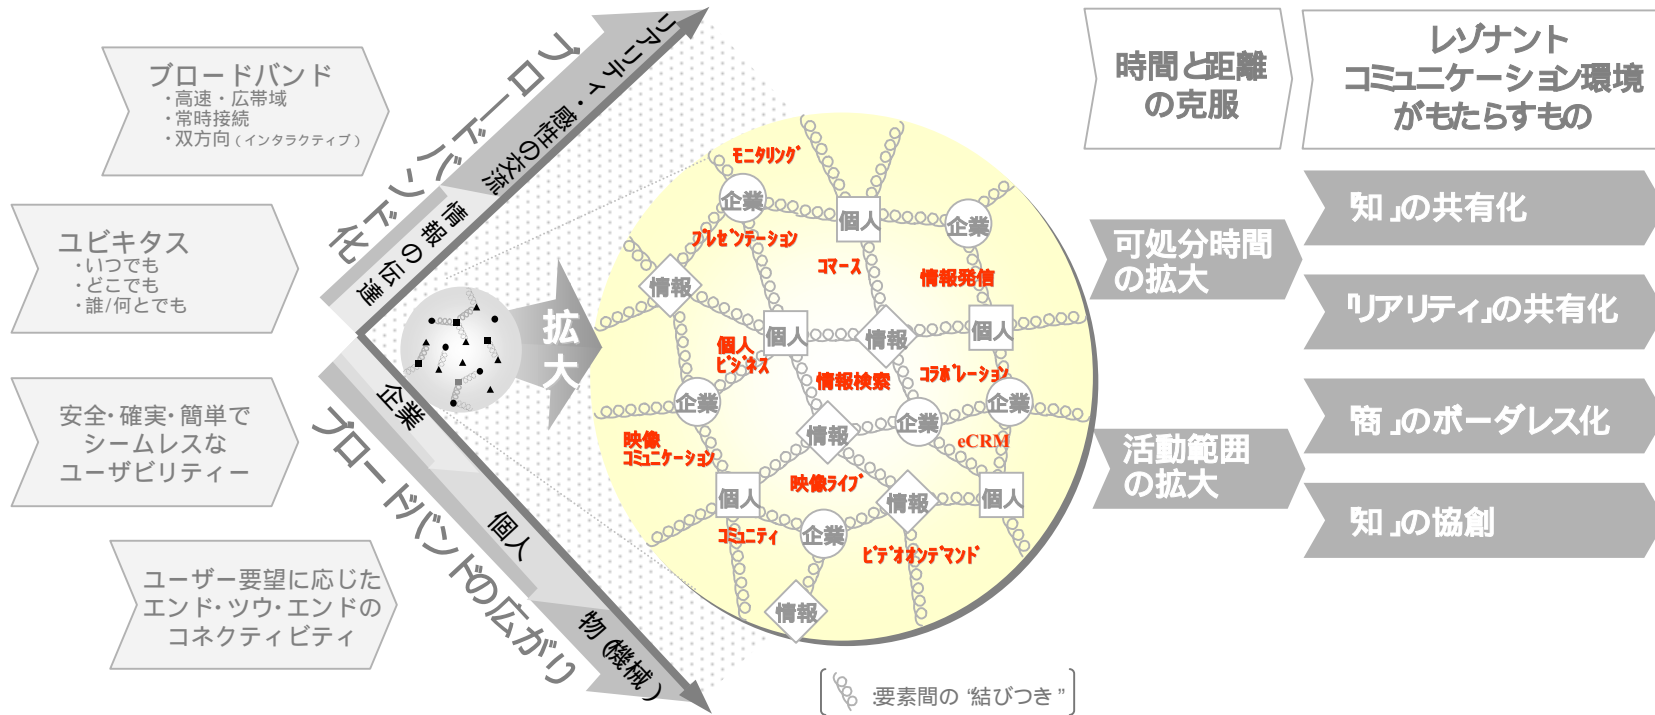 ブロードバンド
・高速・広帯域
・常時接続
・双方向（インタラクティブ）
ユビキタス
・いつでも
・どこでも
・誰/何とでも
安全・確実・簡単で
シームレスな
ユーザビリティー
ユーザー要望に応じた
エンド・ツウ・エンドの
コネクティビティ
ブロードバンド化
リアリティ・感性の交流
情報の伝達
企業
個人
物（機械）
ブロードバンドの広がり
拡大
モニタリング
企業
個人
企業
プレゼンテーション
コマース
情報発信
情報
個人
情報
個人
個人
ビジネス
情報検索
コラボレーション
企業
企業
企業
情報
映像
コミュニケーション
eCRM
映像ライブ
個人
情報
個人
コミュニティ
企業
ビデオオンデマンド
情報
:要素間の“結びつき”
時間と距離
の克服
可処分時間
の拡大
活動範囲
の拡大
レゾナント
コミュニケーション環境
がもたらすもの
「知」の共有化
「リアリティ」の共有化
「商」のボーダレス化
「知」の協創